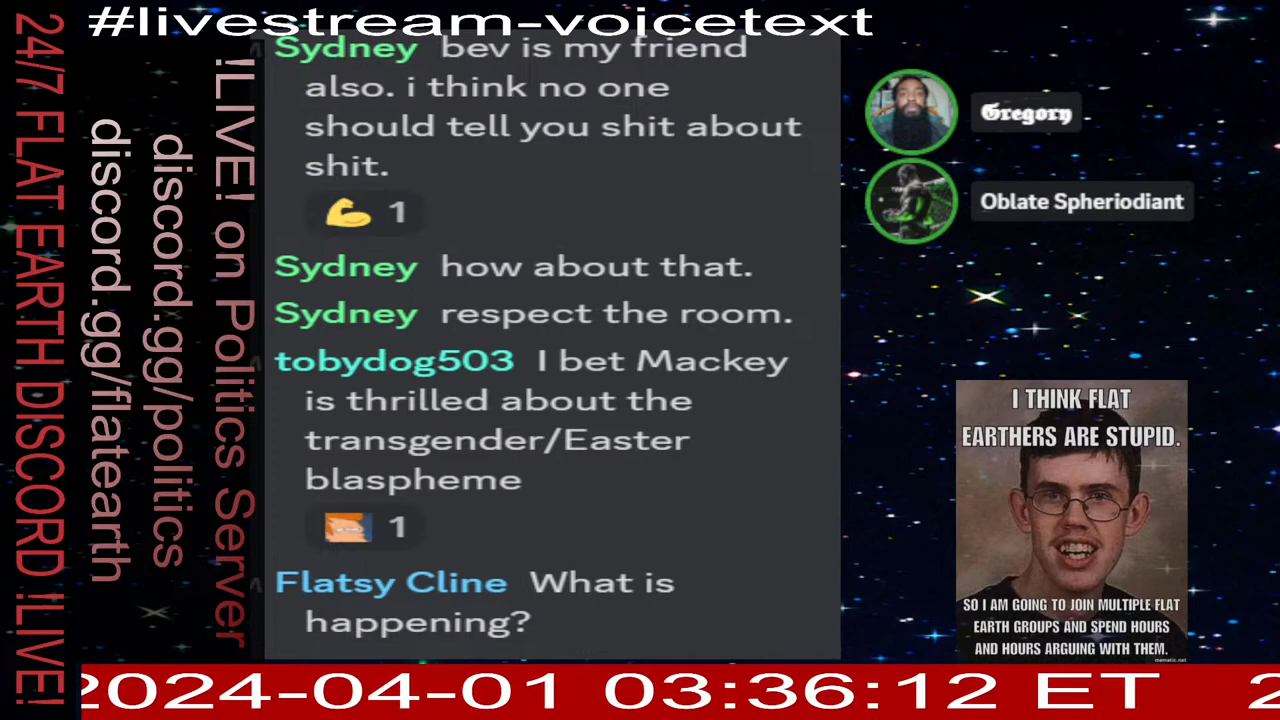 #livestream-voicetext
24/7 FLAT EARTH DISCORD !LIVE!
discord.gg/flatearth
discord.gg/politics
!LIVE! on Politics Server
Sydney bev is my friend
also. i think no one
should tell you shit about
shit.
1
Sydney how about that.
Sydney respect the room.
tobydog503 I bet Mackey
is thrilled about the
transgender/Easter
blaspheme
1
Flatsy Cline What is
happening?
Gregory
Oblate Spheriodiant
I THINK FLAT
EARTHERS ARE STUPID.
SO I AM GOING TO JOIN MULTIPLE FLAT
EARTH GROUPS AND SPEND HOURS
AND HOURS ARGUING WITH THEM.
mematic.net
2024-04-01 03:36:12 ET 2